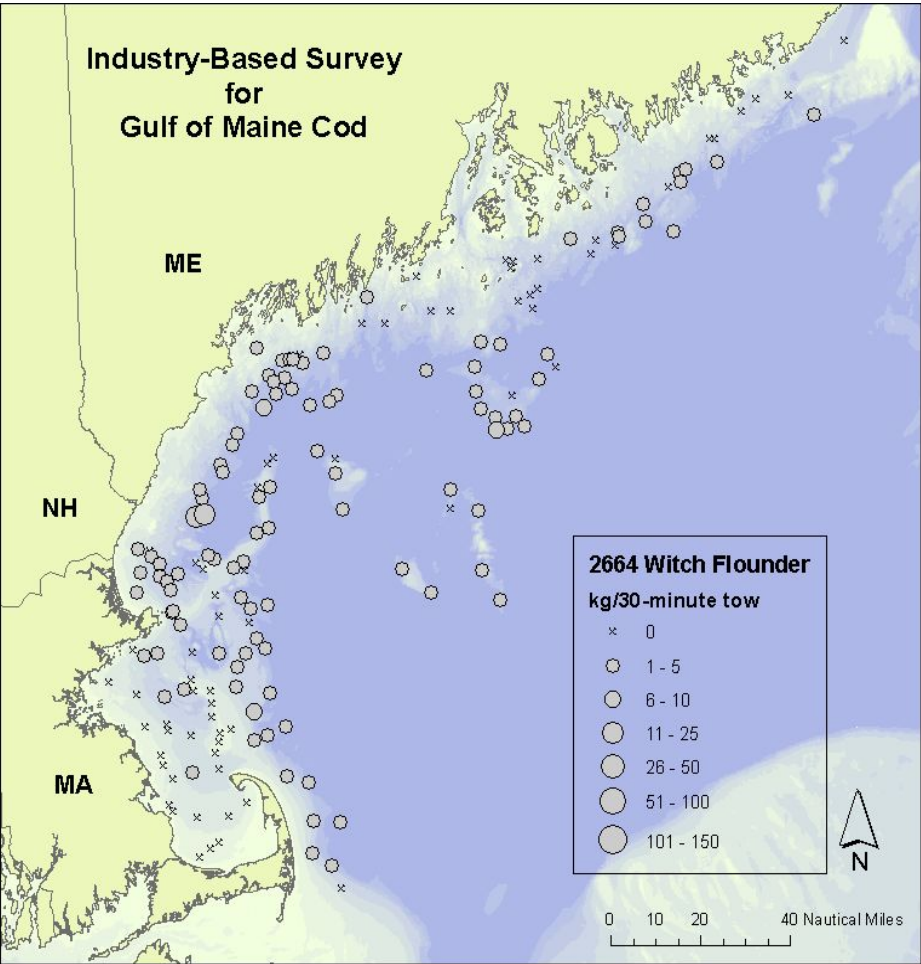 Industry-Based Survey
for
Gulf of Maine Cod
ME
NH
MA
2664 Witch Flounder
kg/30-minute tow
0
1 - 5
6 - 10
11 - 25
26 - 50
51 - 100
101 - 150
N
0 10 20 40 Nautical Miles